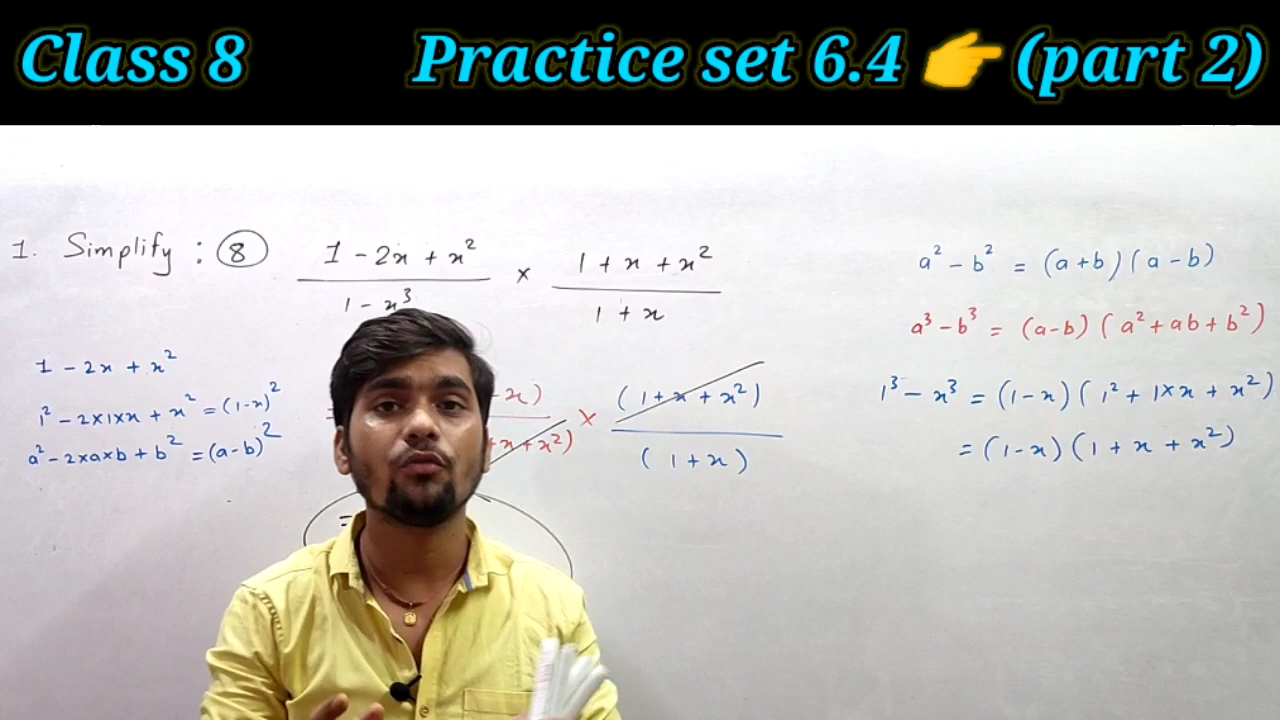 Class 8 Practice set 6.4 👉 (part 2)
1. Simplify : 8 1 - 2x + x² / 1 - x³ × 1 + x + x² / 1 + x
1 - 2x + x²
1² - 2×1×x + x² = (1-x)²
a² - 2×a×b + b² = (a-b)²
- x) / + x + x²) × (1 + x + x²) / (1 + x)
=
a² - b² = (a+b) (a - b)
a³ - b³ = (a-b) (a² + ab + b²)
1³ - x³ = (1-x) (1² + 1×x + x²)
= (1-x) (1 + x + x²)